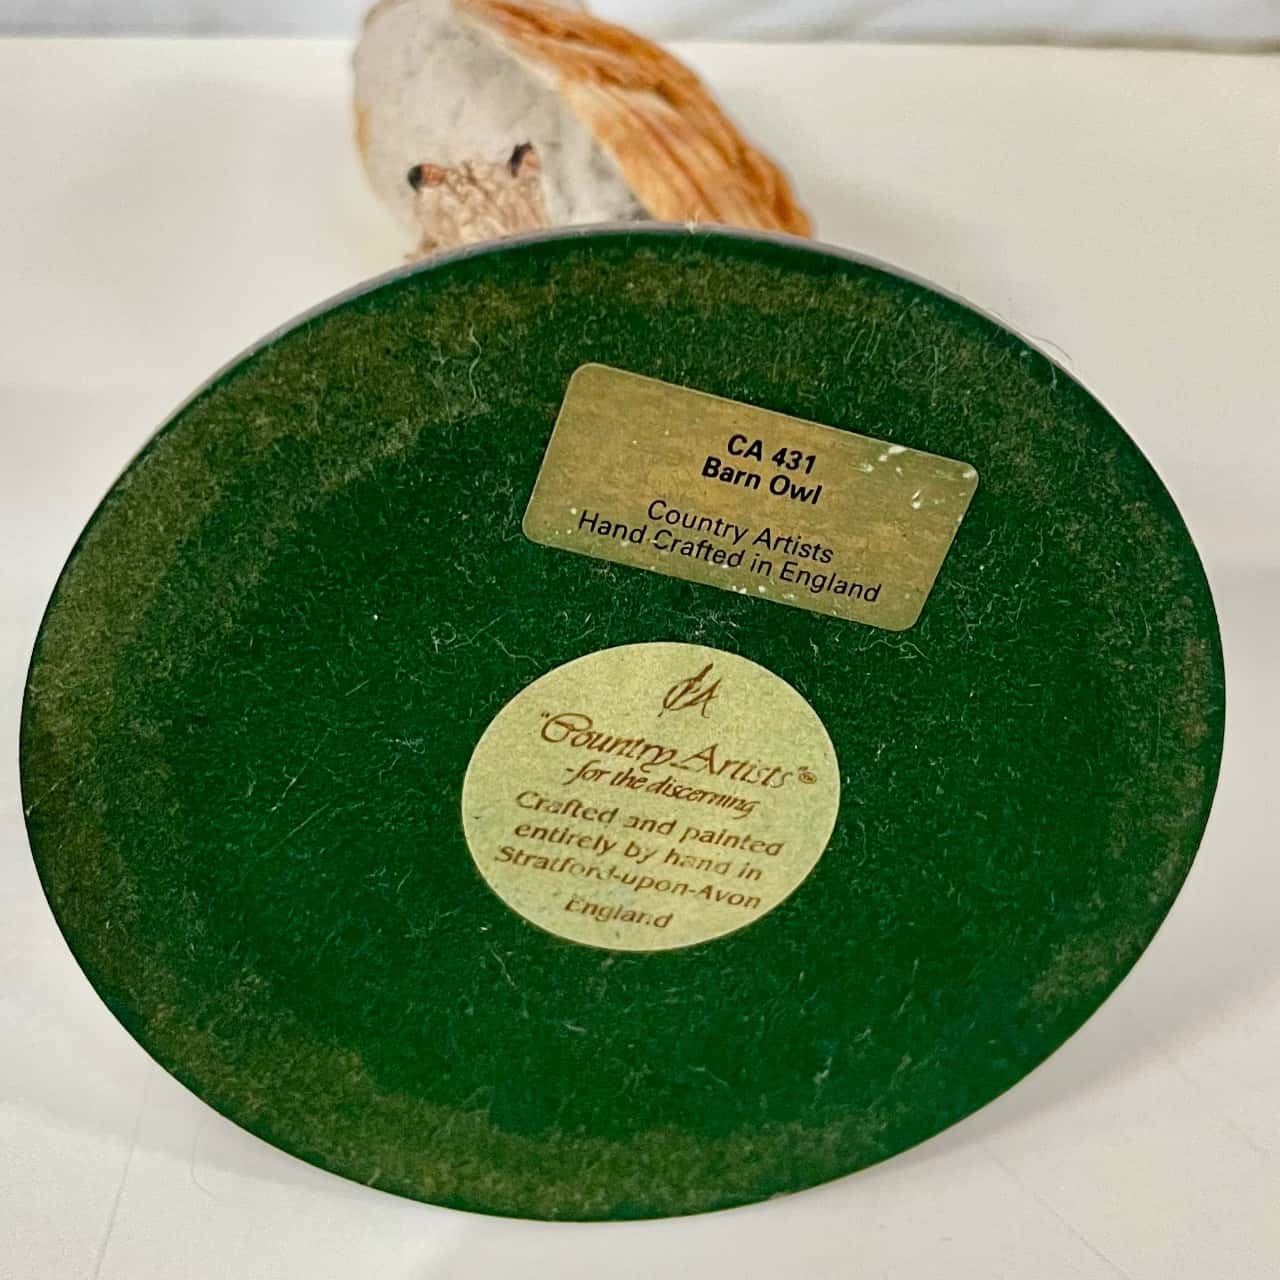 CA 431
Barn Owl
Country Artists
Hand Crafted in England
CA
"Country Artists"®
-for the discerning
Crafted and painted
entirely by hand in
Stratford-upon-Avon
England